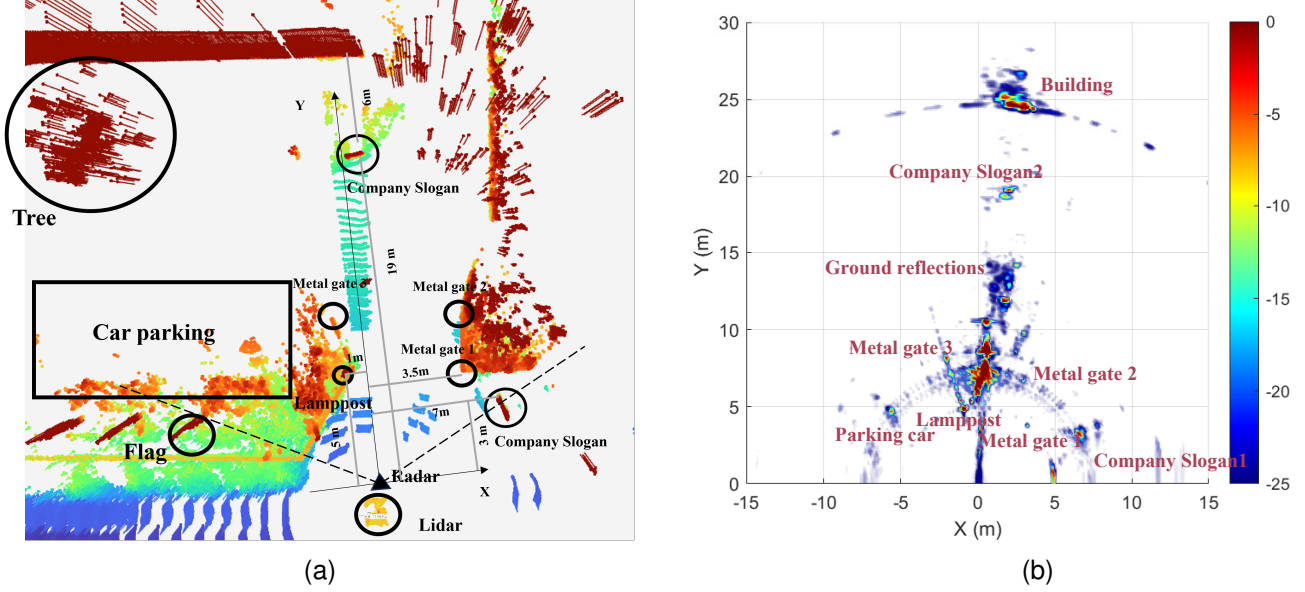 Y
6m
Company Slogan
Tree
19 m
Metal gate 3
Metal gate 2
Car parking
Metal gate 1
1m
3.5m
Lamppost
7m
5 m
3 m
Company Slogan
Flag
Radar
X
Lidar
(a)
30
25
20
15
10
5
0
Y (m)
-15
-10
-5
0
5
10
15
X (m)
Building
Company Slogan2
Ground reflections
Metal gate 3
Metal gate 2
Lamppost
Parking car
Metal gate 1
Company Slogan1
0
-5
-10
-15
-20
-25
(b)